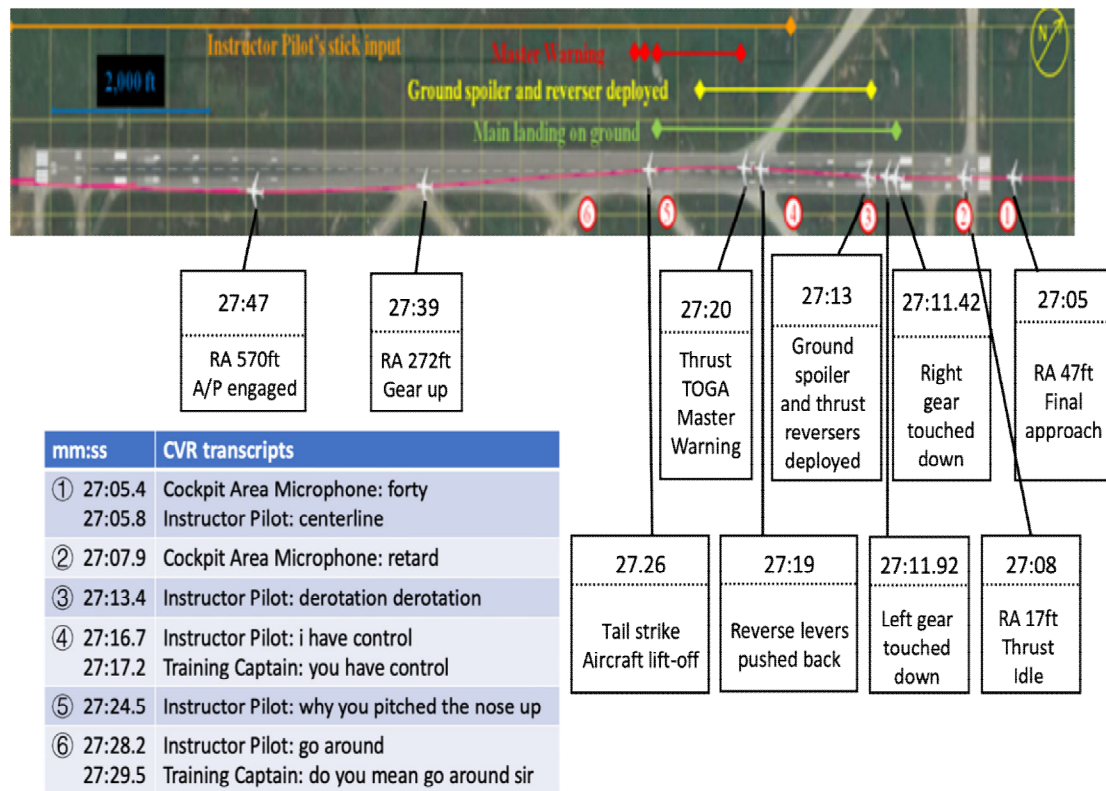 Instructor Pilot's stick input
N
Master Warning
2,000 ft
Ground spoiler and reverser deployed
Main landing on ground
⑥ ⑤ ④ ③ ② ①
27:47
RA 570ft
A/P engaged
27:39
RA 272ft
Gear up
27:20
Thrust
TOGA
Master
Warning
27:13
Ground
spoiler
and thrust
reversers
deployed
27:11.42
Right
gear
touched
down
27:05
RA 47ft
Final
approach
27.26
Tail strike
Aircraft lift-off
27:19
Reverse levers
pushed back
27:11.92
Left gear
touched
down
27:08
RA 17ft
Thrust
Idle
mm:ss CVR transcripts
① 27:05.4 Cockpit Area Microphone: forty
27:05.8 Instructor Pilot: centerline
② 27:07.9 Cockpit Area Microphone: retard
③ 27:13.4 Instructor Pilot: derotation derotation
④ 27:16.7 Instructor Pilot: i have control
27:17.2 Training Captain: you have control
⑤ 27:24.5 Instructor Pilot: why you pitched the nose up
⑥ 27:28.2 Instructor Pilot: go around
27:29.5 Training Captain: do you mean go around sir